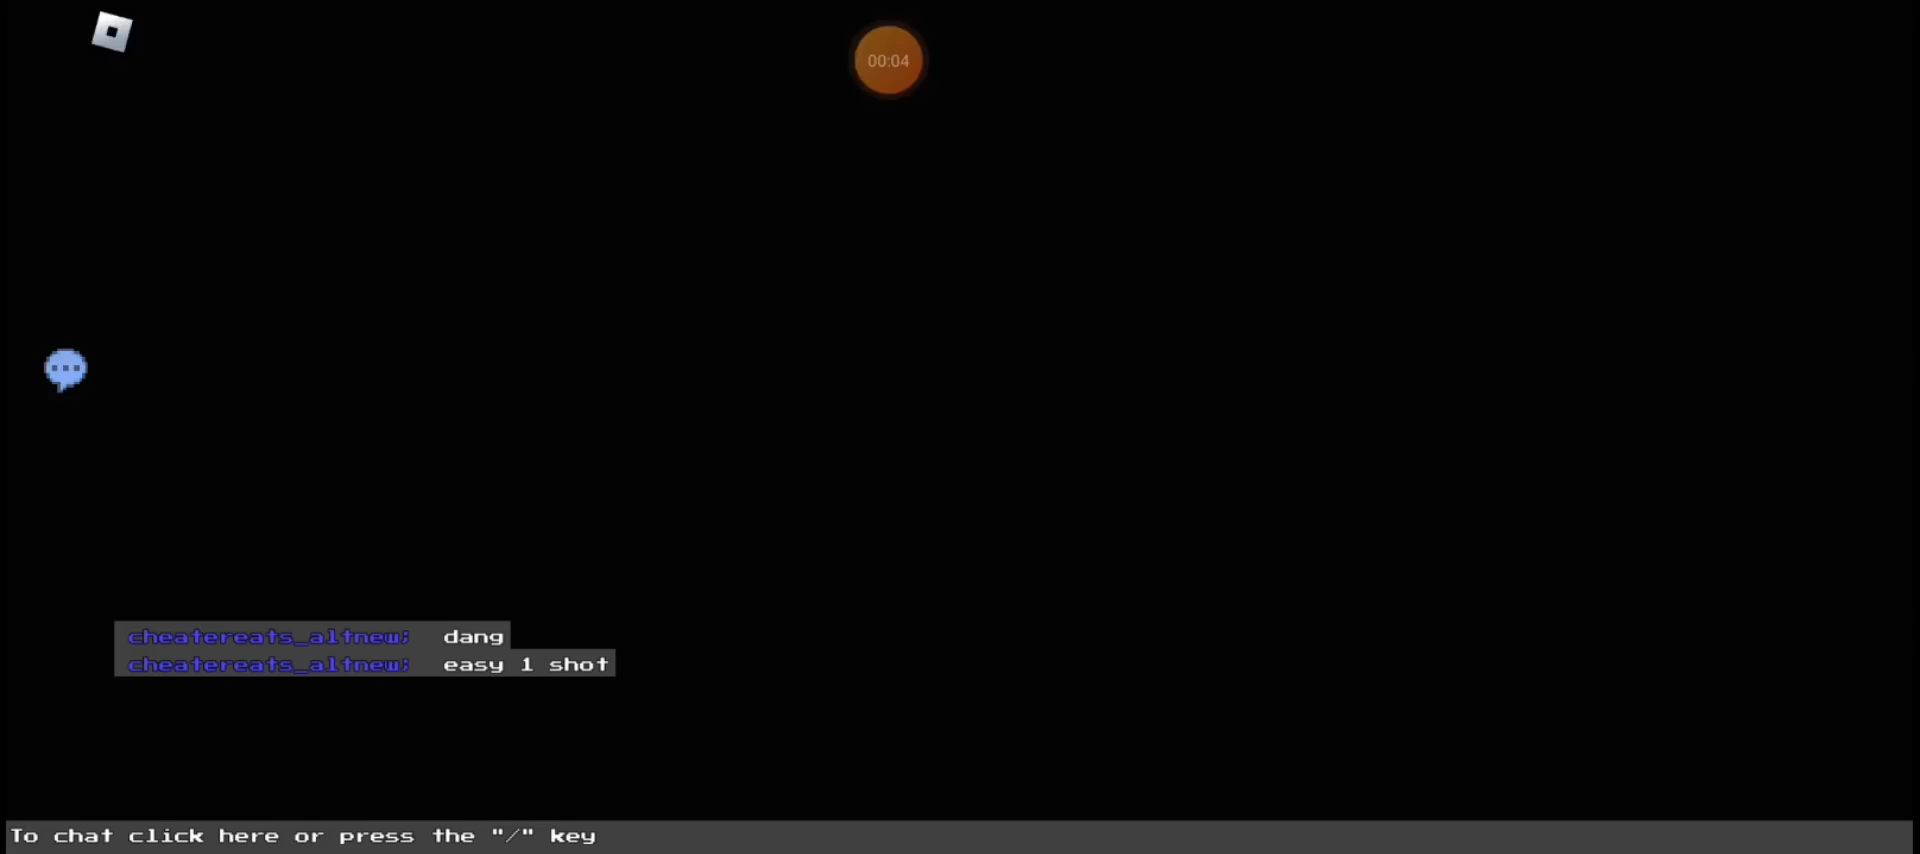 00:04
cheatereats_altnew; dang
cheatereats_altnew; easy 1 shot
To chat click here or press the "/" key